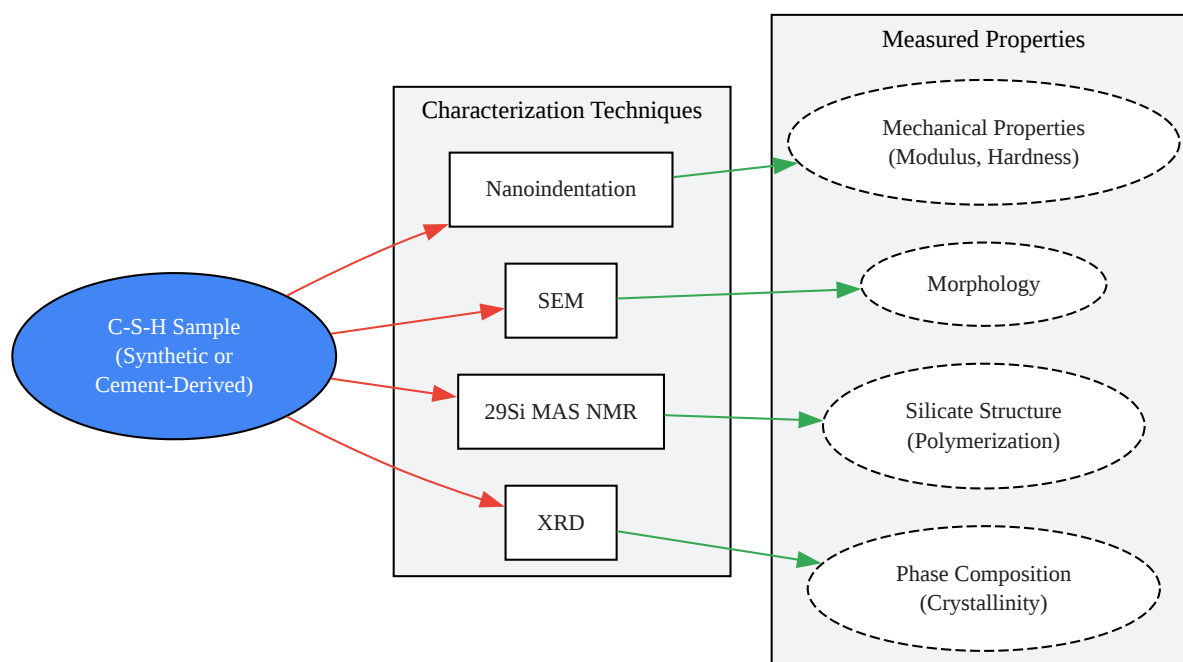 C-S-H Sample
(Synthetic or
Cement-Derived)
Characterization Techniques
Nanoindentation
SEM
29Si MAS NMR
XRD
Measured Properties
Mechanical Properties
(Modulus, Hardness)
Morphology
Silicate Structure
(Polymerization)
Phase Composition
(Crystallinity)